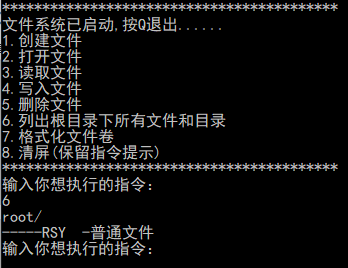 ******************************************
文件系统已启动,按Q退出......
1.创建文件
2.打开文件
3.读取文件
4.写入文件
5.删除文件
6.列出根目录下所有文件和目录
7.格式化文件卷
8.清屏(保留指令提示)
******************************************
输入你想执行的指令:
6
root/
-----RSY  -普通文件
输入你想执行的指令: